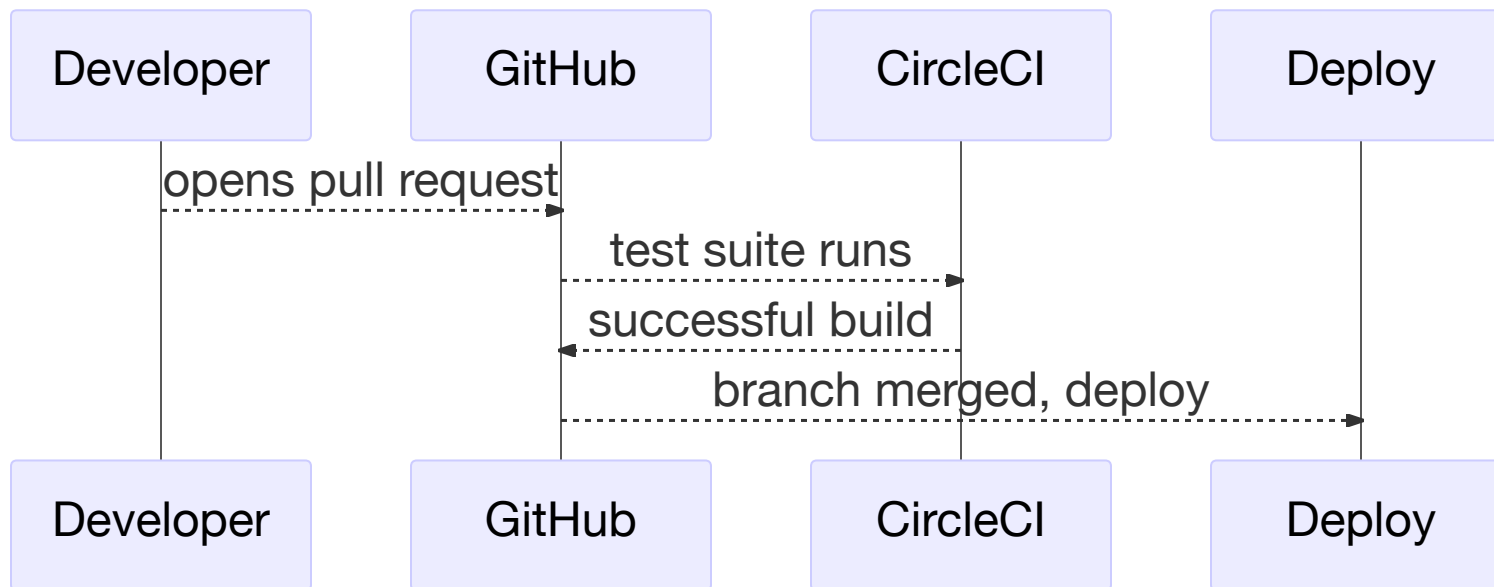 Developer GitHub CircleCI Deploy
opens pull request
test suite runs
successful build
branch merged, deploy
Developer GitHub CircleCI Deploy